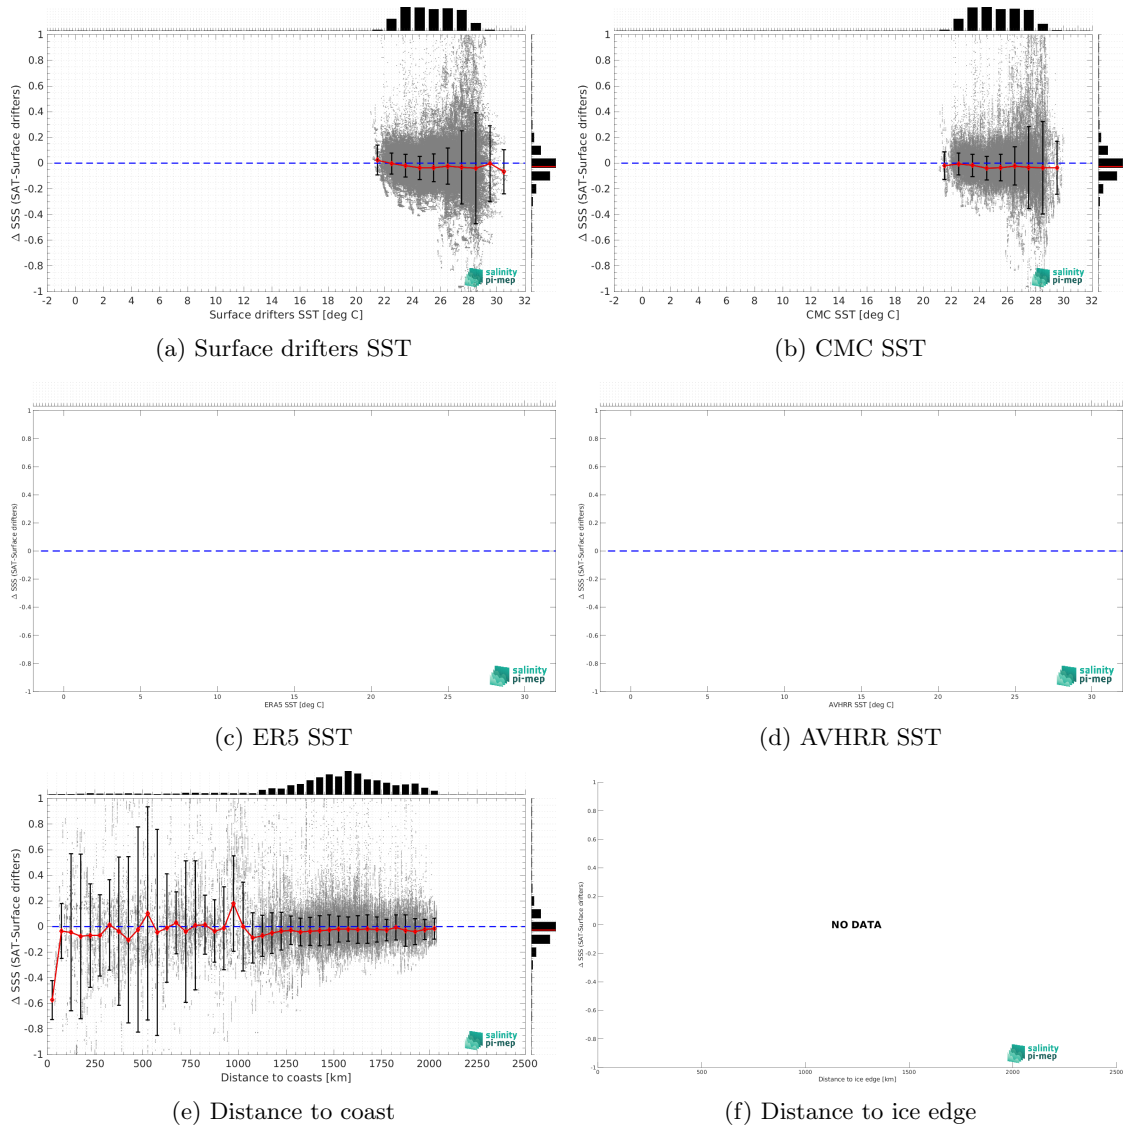 1
0.8
0.6
0.4
0.2
0
-0.2
-0.4
-0.6
-0.8
-1
Δ SSS (SAT-Surface drifters)
-2 0 2 4 6 8 10 12 14 16 18 20 22 24 26 28 30 32
Surface drifters SST [deg C]
salinity
pi-mep
(a) Surface drifters SST
1
0.8
0.6
0.4
0.2
0
-0.2
-0.4
-0.6
-0.8
-1
Δ SSS (SAT-Surface drifters)
-2 0 2 4 6 8 10 12 14 16 18 20 22 24 26 28 30 32
CMC SST [deg C]
salinity
pi-mep
(b) CMC SST
1
0.8
0.6
0.4
0.2
0
-0.2
-0.4
-0.6
-0.8
-1
Δ SSS (SAT-Surface drifters)
0 5 10 15 20 25 30
ERA5 SST [deg C]
salinity
pi-mep
(c) ER5 SST
1
0.8
0.6
0.4
0.2
0
-0.2
-0.4
-0.6
-0.8
-1
Δ SSS (SAT-Surface drifters)
0 5 10 15 20 25 30
AVHRR SST [deg C]
salinity
pi-mep
(d) AVHRR SST
1
0.8
0.6
0.4
0.2
0
-0.2
-0.4
-0.6
-0.8
-1
Δ SSS (SAT-Surface drifters)
0 250 500 750 1000 1250 1500 1750 2000 2250 2500
Distance to coasts [km]
salinity
pi-mep
(e) Distance to coast
1
0.8
0.6
0.4
0.2
0
-0.2
-0.4
-0.6
-0.8
-1
Δ SSS (SAT-Surface drifters)
NO DATA
0 500 1000 1500 2000 2500
Distance to ice edge [km]
salinity
pi-mep
(f) Distance to ice edge